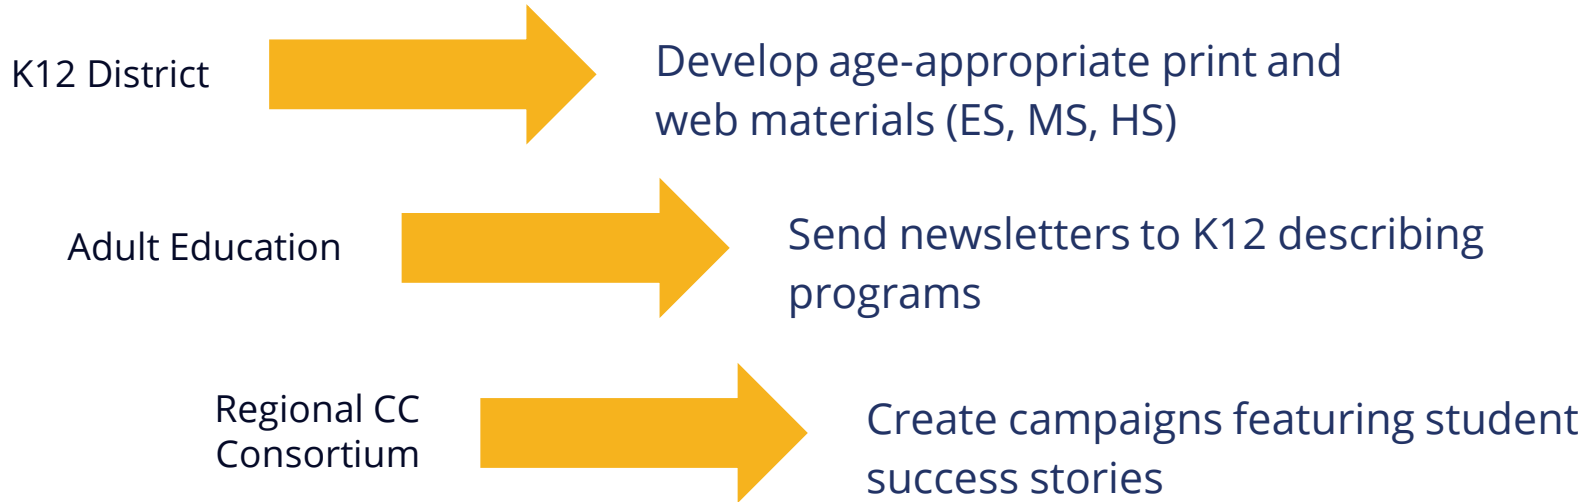 K12 District
Develop age-appropriate print and
web materials (ES, MS, HS)
Adult Education
Send newsletters to K12 describing
programs
Regional CC
Consortium
Create campaigns featuring student
success stories